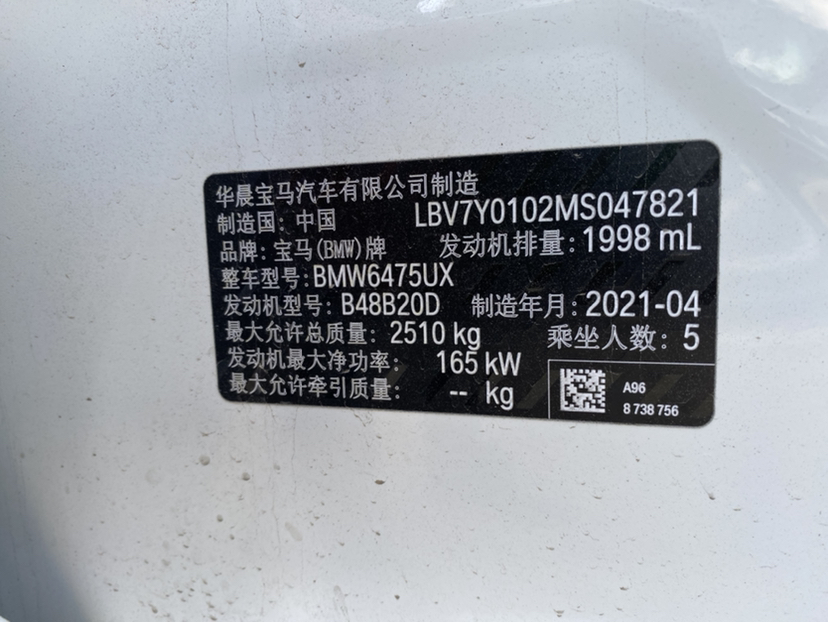 华晨宝马汽车有限公司制造
制造国: 中国 LBV7Y0102MS047821
品牌: 宝马(BMW)牌 发动机排量: 1998 mL
整车型号: BMW6475UX
发动机型号: B48B20D 制造年月: 2021-04
最大允许总质量: 2510 kg 乘坐人数: 5
发动机最大净功率: 165 kW
最大允许牵引质量: -- kg
A96
8 738 756